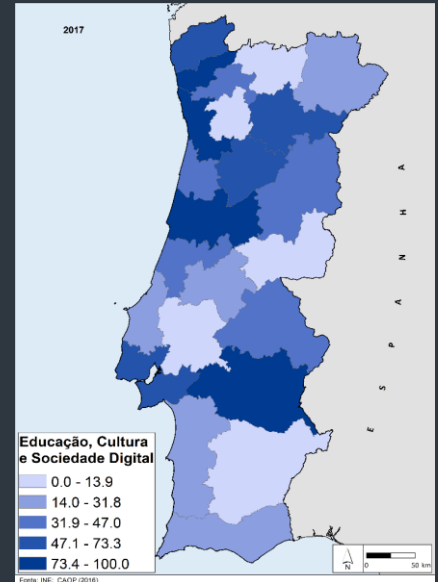 2017
E S P A N H A
Educação, Cultura
e Sociedade Digital
0.0 - 13.9
14.0 - 31.8
31.9 - 47.0
47.1 - 73.3
73.4 - 100.0
N
0 50 km
Fonte: INE; CAOP (2016)